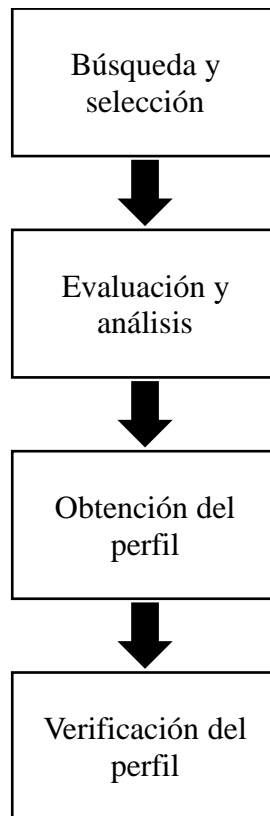 Búsqueda y
selección
Evaluación y
análisis
Obtención del
perfil
Verificación del
perfil